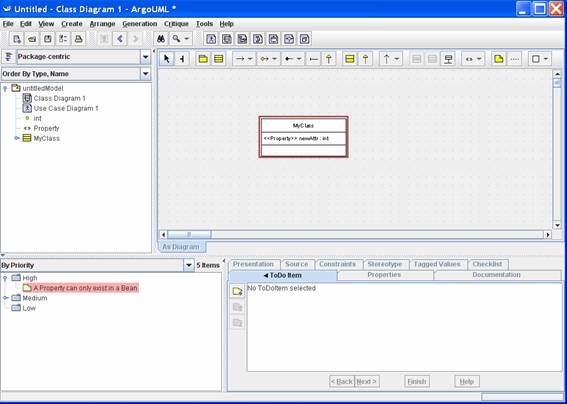 Untitled - Class Diagram 1 - ArgoUML *
File Edit View Create Arrange Generation Critique Tools Help
Package-centric
Order By Type, Name
untitledModel
Class Diagram 1
Use Case Diagram 1
int
Property
MyClass
MyClass
<<Property>> newAttr : int
As Diagram
By Priority 5 Items
High
A Property can only exist in a Bean
Medium
Low
Presentation Source Constraints Stereotype Tagged Values Checklist
ToDo Item Properties Documentation
No ToDoItem selected
< Back Next > Finish Help